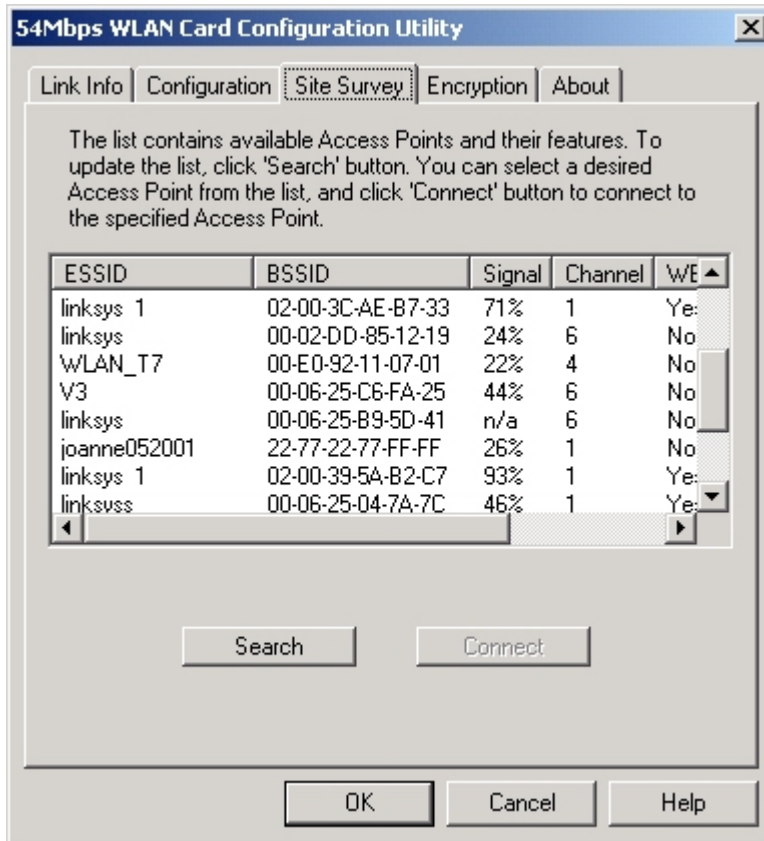 54Mbps WLAN Card Configuration Utility
Link Info Configuration Site Survey Encryption About
The list contains available Access Points and their features. To
update the list, click 'Search' button. You can select a desired
Access Point from the list, and click 'Connect' button to connect to
the specified Access Point.
ESSID BSSID Signal Channel WE
linksys 1 02-00-3C-AE-B7-33 71% 1 Yes
linksys 00-02-DD-85-12-19 24% 6 No
WLAN_T7 00-E0-92-11-07-01 22% 4 No
V3 00-06-25-C6-FA-25 44% 6 No
linksys 00-06-25-B9-5D-41 n/a 6 No
joanne052001 22-77-22-77-FF-FF 26% 1 No
linksys 1 02-00-39-5A-B2-C7 93% 1 Yes
linksyss 00-06-25-04-7A-7C 46% 1 Yes
Search Connect
OK Cancel Help